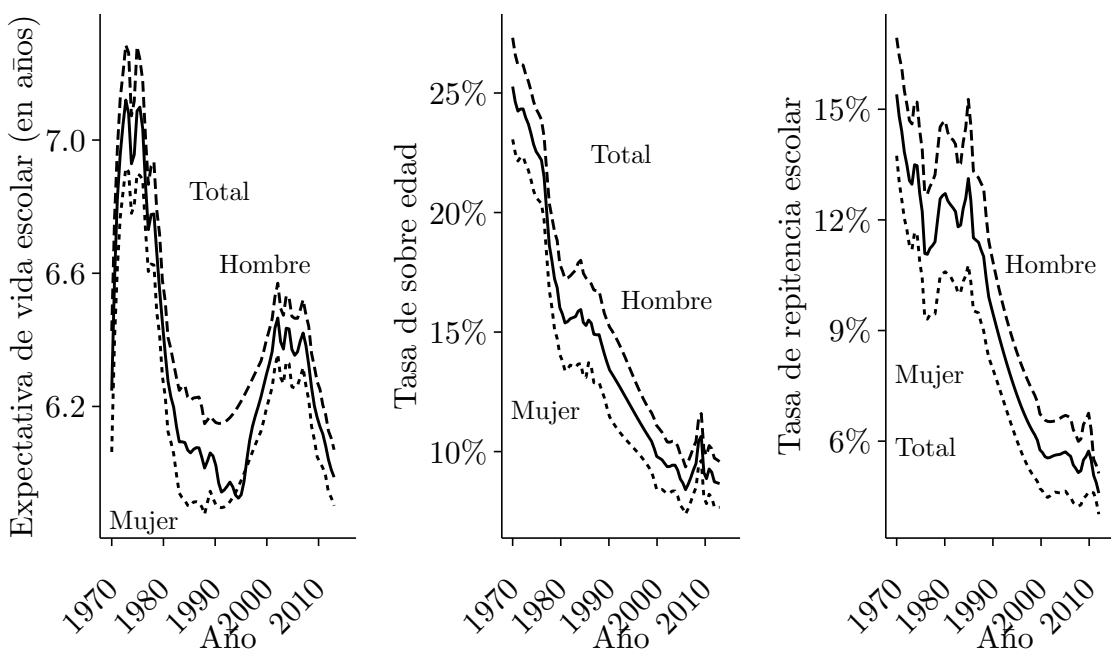 Expectativa de vida escolar (en años)
7.0
6.6
6.2
Total
Hombre
Mujer
1970
1980
1990
2000
2010
Año
Tasa de sobre edad
25%
20%
15%
10%
Total
Hombre
Mujer
1970
1980
1990
2000
2010
Año
Tasa de repitencia escolar
15%
12%
9%
6%
Hombre
Mujer
Total
1970
1980
1990
2000
2010
Año